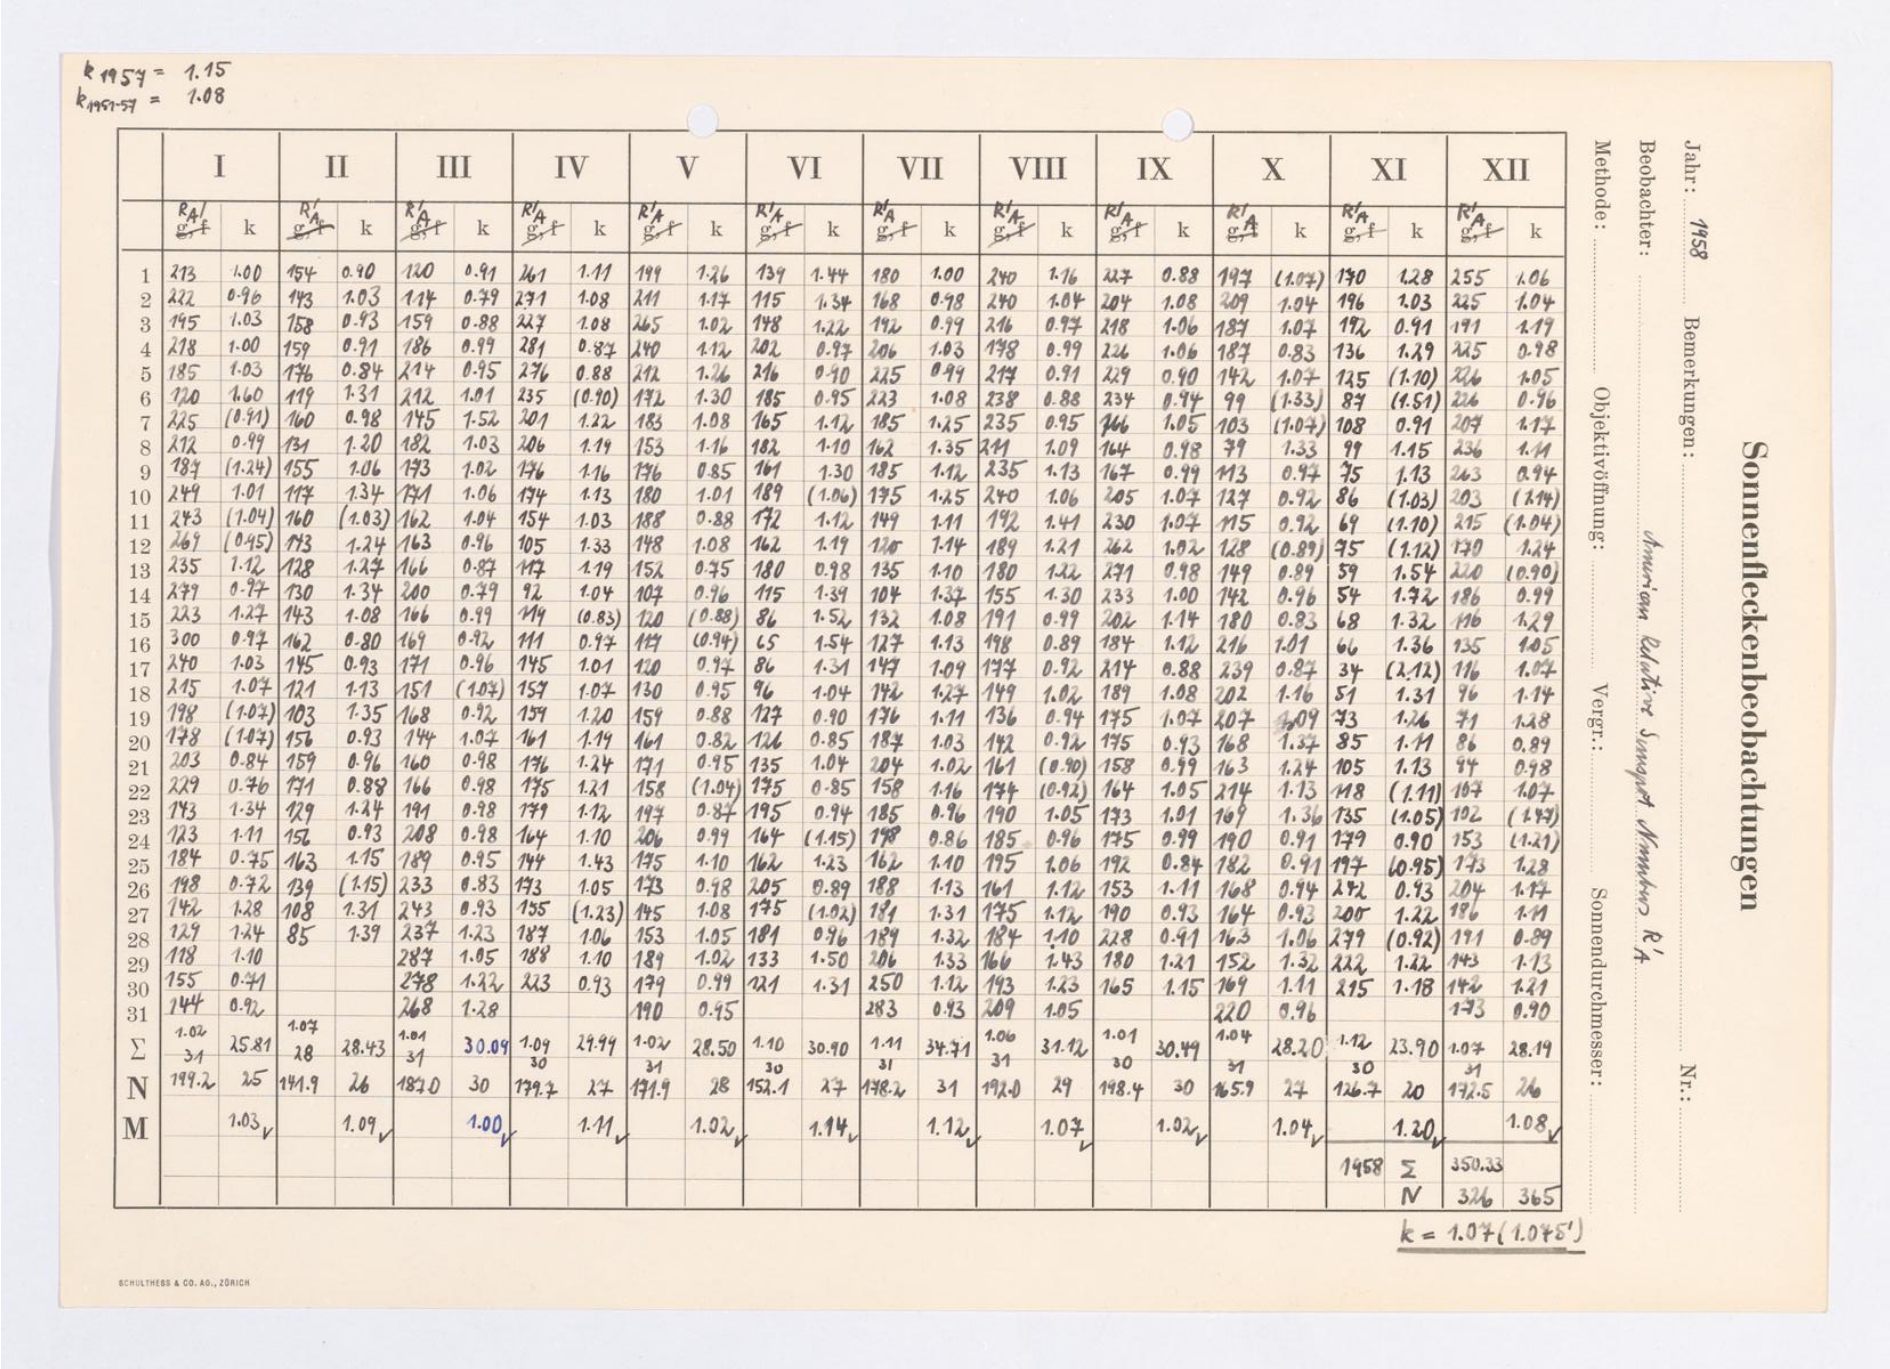 k 1957 = 1.15
k 1951-57 = 1.08
I II III IV V VI VII VIII IX X XI XII
R'A g, f k R'A g, f k R'A g, f k R'A g, f k R'A g, f k R'A g, f k R'A g, f k R'A g, f k R'A g, f k R'A g, f k R'A g, f k R'A g, f k
1 213 1.00 154 0.90 120 0.91 261 1.11 199 1.26 139 1.44 180 1.00 240 1.16 227 0.88 197 (1.07) 170 1.28 255 1.06
2 222 0.96 143 1.03 114 0.79 271 1.08 211 1.17 115 1.34 168 0.98 240 1.04 204 1.08 209 1.04 196 1.03 225 1.04
3 195 1.03 158 0.93 159 0.88 227 1.08 265 1.02 148 1.22 192 0.99 216 0.97 218 1.06 187 1.07 192 0.91 191 1.19
4 218 1.00 159 0.91 186 0.99 281 0.87 240 1.12 202 0.97 206 1.03 178 0.99 226 1.06 187 0.83 136 1.29 225 0.98
5 185 1.03 176 0.84 214 0.95 276 0.88 212 1.26 216 0.90 225 0.99 217 0.91 229 0.90 142 1.07 125 (1.10) 226 1.05
6 120 1.60 119 1.31 212 1.01 235 (0.90) 172 1.30 185 0.95 223 1.08 238 0.88 234 0.94 99 (1.33) 87 (1.51) 226 0.96
7 225 (0.91) 160 0.98 145 1.52 201 1.22 183 1.08 165 1.12 185 1.25 235 0.95 166 1.05 103 (1.07) 108 0.91 207 1.17
8 212 0.99 131 1.20 182 1.03 206 1.19 153 1.16 182 1.10 162 1.35 211 1.09 164 0.98 79 1.33 99 1.15 236 1.11
9 187 (1.24) 155 1.06 173 1.02 176 1.16 176 0.85 161 1.30 185 1.12 235 1.13 167 0.99 113 0.97 75 1.13 263 0.94
10 249 1.01 117 1.34 171 1.06 174 1.13 180 1.01 189 (1.06) 175 1.25 240 1.06 205 1.07 127 0.92 86 (1.03) 203 (1.14)
11 243 (1.04) 160 (1.03) 162 1.04 154 1.03 188 0.88 172 1.12 149 1.11 192 1.41 230 1.07 115 0.92 69 (1.10) 215 (1.04)
12 269 (0.95) 143 1.24 163 0.96 105 1.33 148 1.08 162 1.19 120 1.14 189 1.21 262 1.02 128 (0.89) 75 (1.12) 170 1.24
13 235 1.12 128 1.27 166 0.87 117 1.19 152 0.75 180 0.98 135 1.10 180 1.22 271 0.98 149 0.89 59 1.54 220 (0.90)
14 279 0.97 130 1.34 200 0.79 92 1.04 107 0.96 115 1.39 104 1.37 155 1.30 233 1.00 142 0.96 54 1.72 186 0.99
15 223 1.27 143 1.08 166 0.99 119 (0.83) 120 (0.88) 86 1.52 132 1.08 191 0.99 202 1.14 180 0.83 68 1.32 116 1.29
16 300 0.97 162 0.80 169 0.92 111 0.97 117 (0.94) 65 1.54 127 1.13 198 0.89 184 1.12 216 1.01 66 1.36 135 1.05
17 240 1.03 145 0.93 171 0.96 145 1.01 120 0.97 86 1.31 147 1.09 177 0.92 214 0.88 239 0.87 34 (2.12) 116 1.07
18 215 1.07 121 1.13 151 (1.07) 157 1.07 130 0.95 96 1.04 142 1.27 149 1.02 189 1.08 202 1.16 51 1.31 96 1.14
19 198 (1.07) 103 1.35 168 0.92 159 1.20 159 0.88 127 0.90 176 1.11 136 0.94 175 1.07 207 1.09 73 1.26 71 1.28
20 178 (1.07) 156 0.93 144 1.07 161 1.19 161 0.82 126 0.85 187 1.03 142 0.92 175 0.93 168 1.37 85 1.11 86 0.89
21 203 0.84 159 0.96 160 0.98 176 1.24 171 0.95 135 1.04 204 1.02 161 (0.90) 158 0.99 163 1.24 105 1.13 94 0.98
22 229 0.76 171 0.88 166 0.98 175 1.21 158 (1.04) 175 0.85 158 1.16 174 (0.92) 164 1.05 214 1.13 118 (1.11) 107 1.07
23 143 1.34 129 1.24 191 0.98 179 1.12 197 0.87 195 0.94 185 0.96 190 1.05 173 1.01 169 1.36 135 (1.05) 102 (1.47)
24 123 1.11 156 0.93 208 0.98 164 1.10 206 0.99 164 (1.15) 198 0.86 185 0.96 175 0.99 190 0.91 179 0.90 153 (1.21)
25 184 0.75 163 1.15 189 0.95 144 1.43 175 1.10 162 1.23 162 1.10 195 1.06 192 0.84 182 0.91 197 (0.95) 173 1.28
26 198 0.72 139 (1.15) 233 0.83 173 1.05 173 0.98 205 0.89 188 1.13 161 1.12 153 1.11 168 0.94 242 0.93 204 1.17
27 142 1.28 108 1.31 243 0.93 155 (1.23) 145 1.08 175 (1.02) 181 1.31 175 1.12 190 0.93 164 0.93 200 1.22 186 1.11
28 129 1.24 85 1.39 237 1.23 187 1.06 153 1.05 181 0.96 189 1.32 184 1.10 228 0.91 163 1.06 279 (0.92) 191 0.89
29 118 1.10 287 1.05 188 1.10 189 1.02 133 1.50 206 1.33 166 1.43 180 1.21 152 1.32 222 1.22 143 1.13
30 155 0.71 278 1.22 223 0.93 179 0.99 121 1.31 250 1.12 193 1.23 165 1.15 169 1.11 215 1.18 142 1.21
31 144 0.92 268 1.28 190 0.95 283 0.93 209 1.05 220 0.96 173 0.90
1.02 1.07 1.01 1.09 1.02 1.10 1.11 1.06 1.01 1.04 1.12 1.07
Σ 31 25.81 28 28.43 31 30.09 30 29.99 31 28.50 30 30.90 31 34.71 31 31.12 30 30.49 31 28.20 30 23.90 31 28.19
N 199.2 25 141.9 26 187.0 30 179.7 27 171.9 28 152.1 27 178.2 31 192.0 29 198.4 30 165.9 27 126.7 20 172.5 26
M 1.03 1.09 1.00 1.11 1.02 1.14 1.12 1.07 1.02 1.04 1.20 1.08
1958 Σ 350.33
N 326 365
k = 1.07 (1.075')
SCHULTHESS & CO. AG., ZÜRICH
Sonnenfleckenbeobachtungen
Jahr: 1958 Bemerkungen: Nr.:
Beobachter: American Relative Sunspot Numbers R'A
Methode: Objektivöffnung: Vergr.: Sonnendurchmesser: